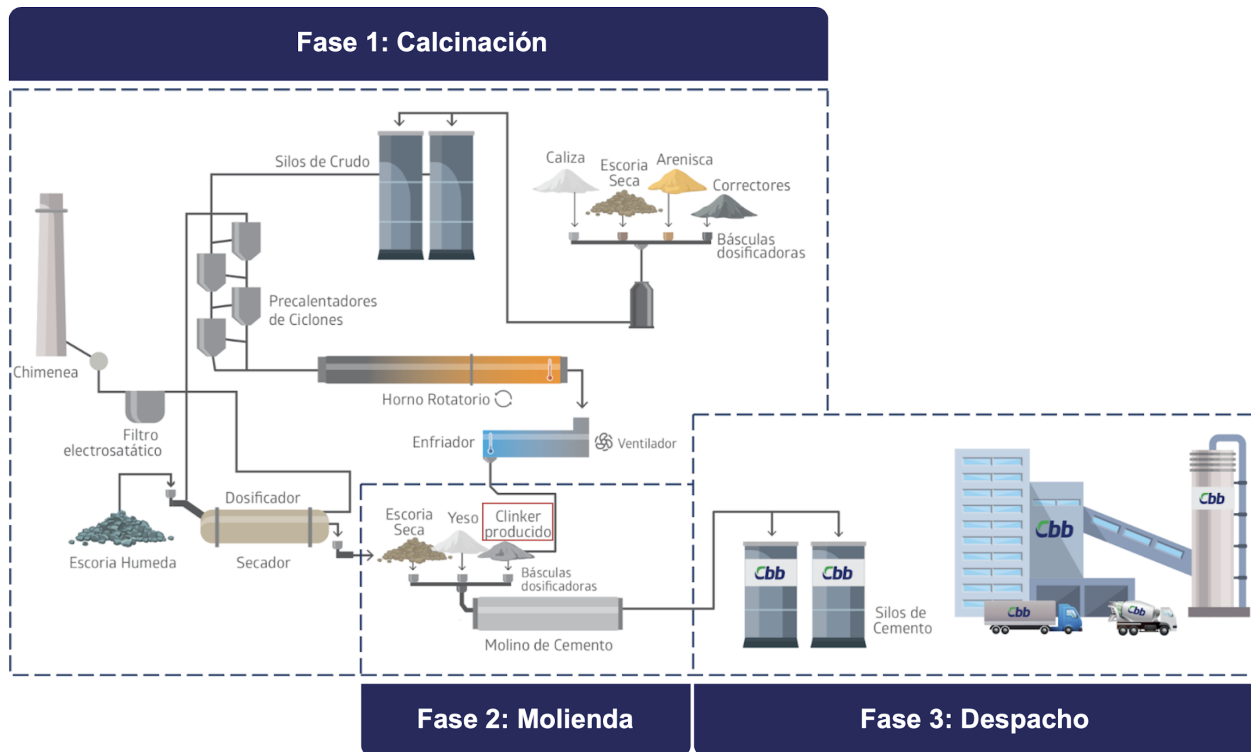 Fase 1: Calcinación
Silos de Crudo
Caliza
Escoria
Seca
Arenisca
Correctores
Básculas
dosificadoras
Precalentadores
de Ciclones
Chimenea
Horno Rotatorio
Filtro
electrosatático
Enfriador
Ventilador
Dosificador
Escoria Humeda
Secador
Escoria
Seca
Yeso
Clinker
producido
Básculas
dosificadoras
Molino de Cemento
Cbb
Cbb
Silos de
Cemento
Cbb
Cbb
Cbb
Cbb
Fase 2: Molienda
Fase 3: Despacho